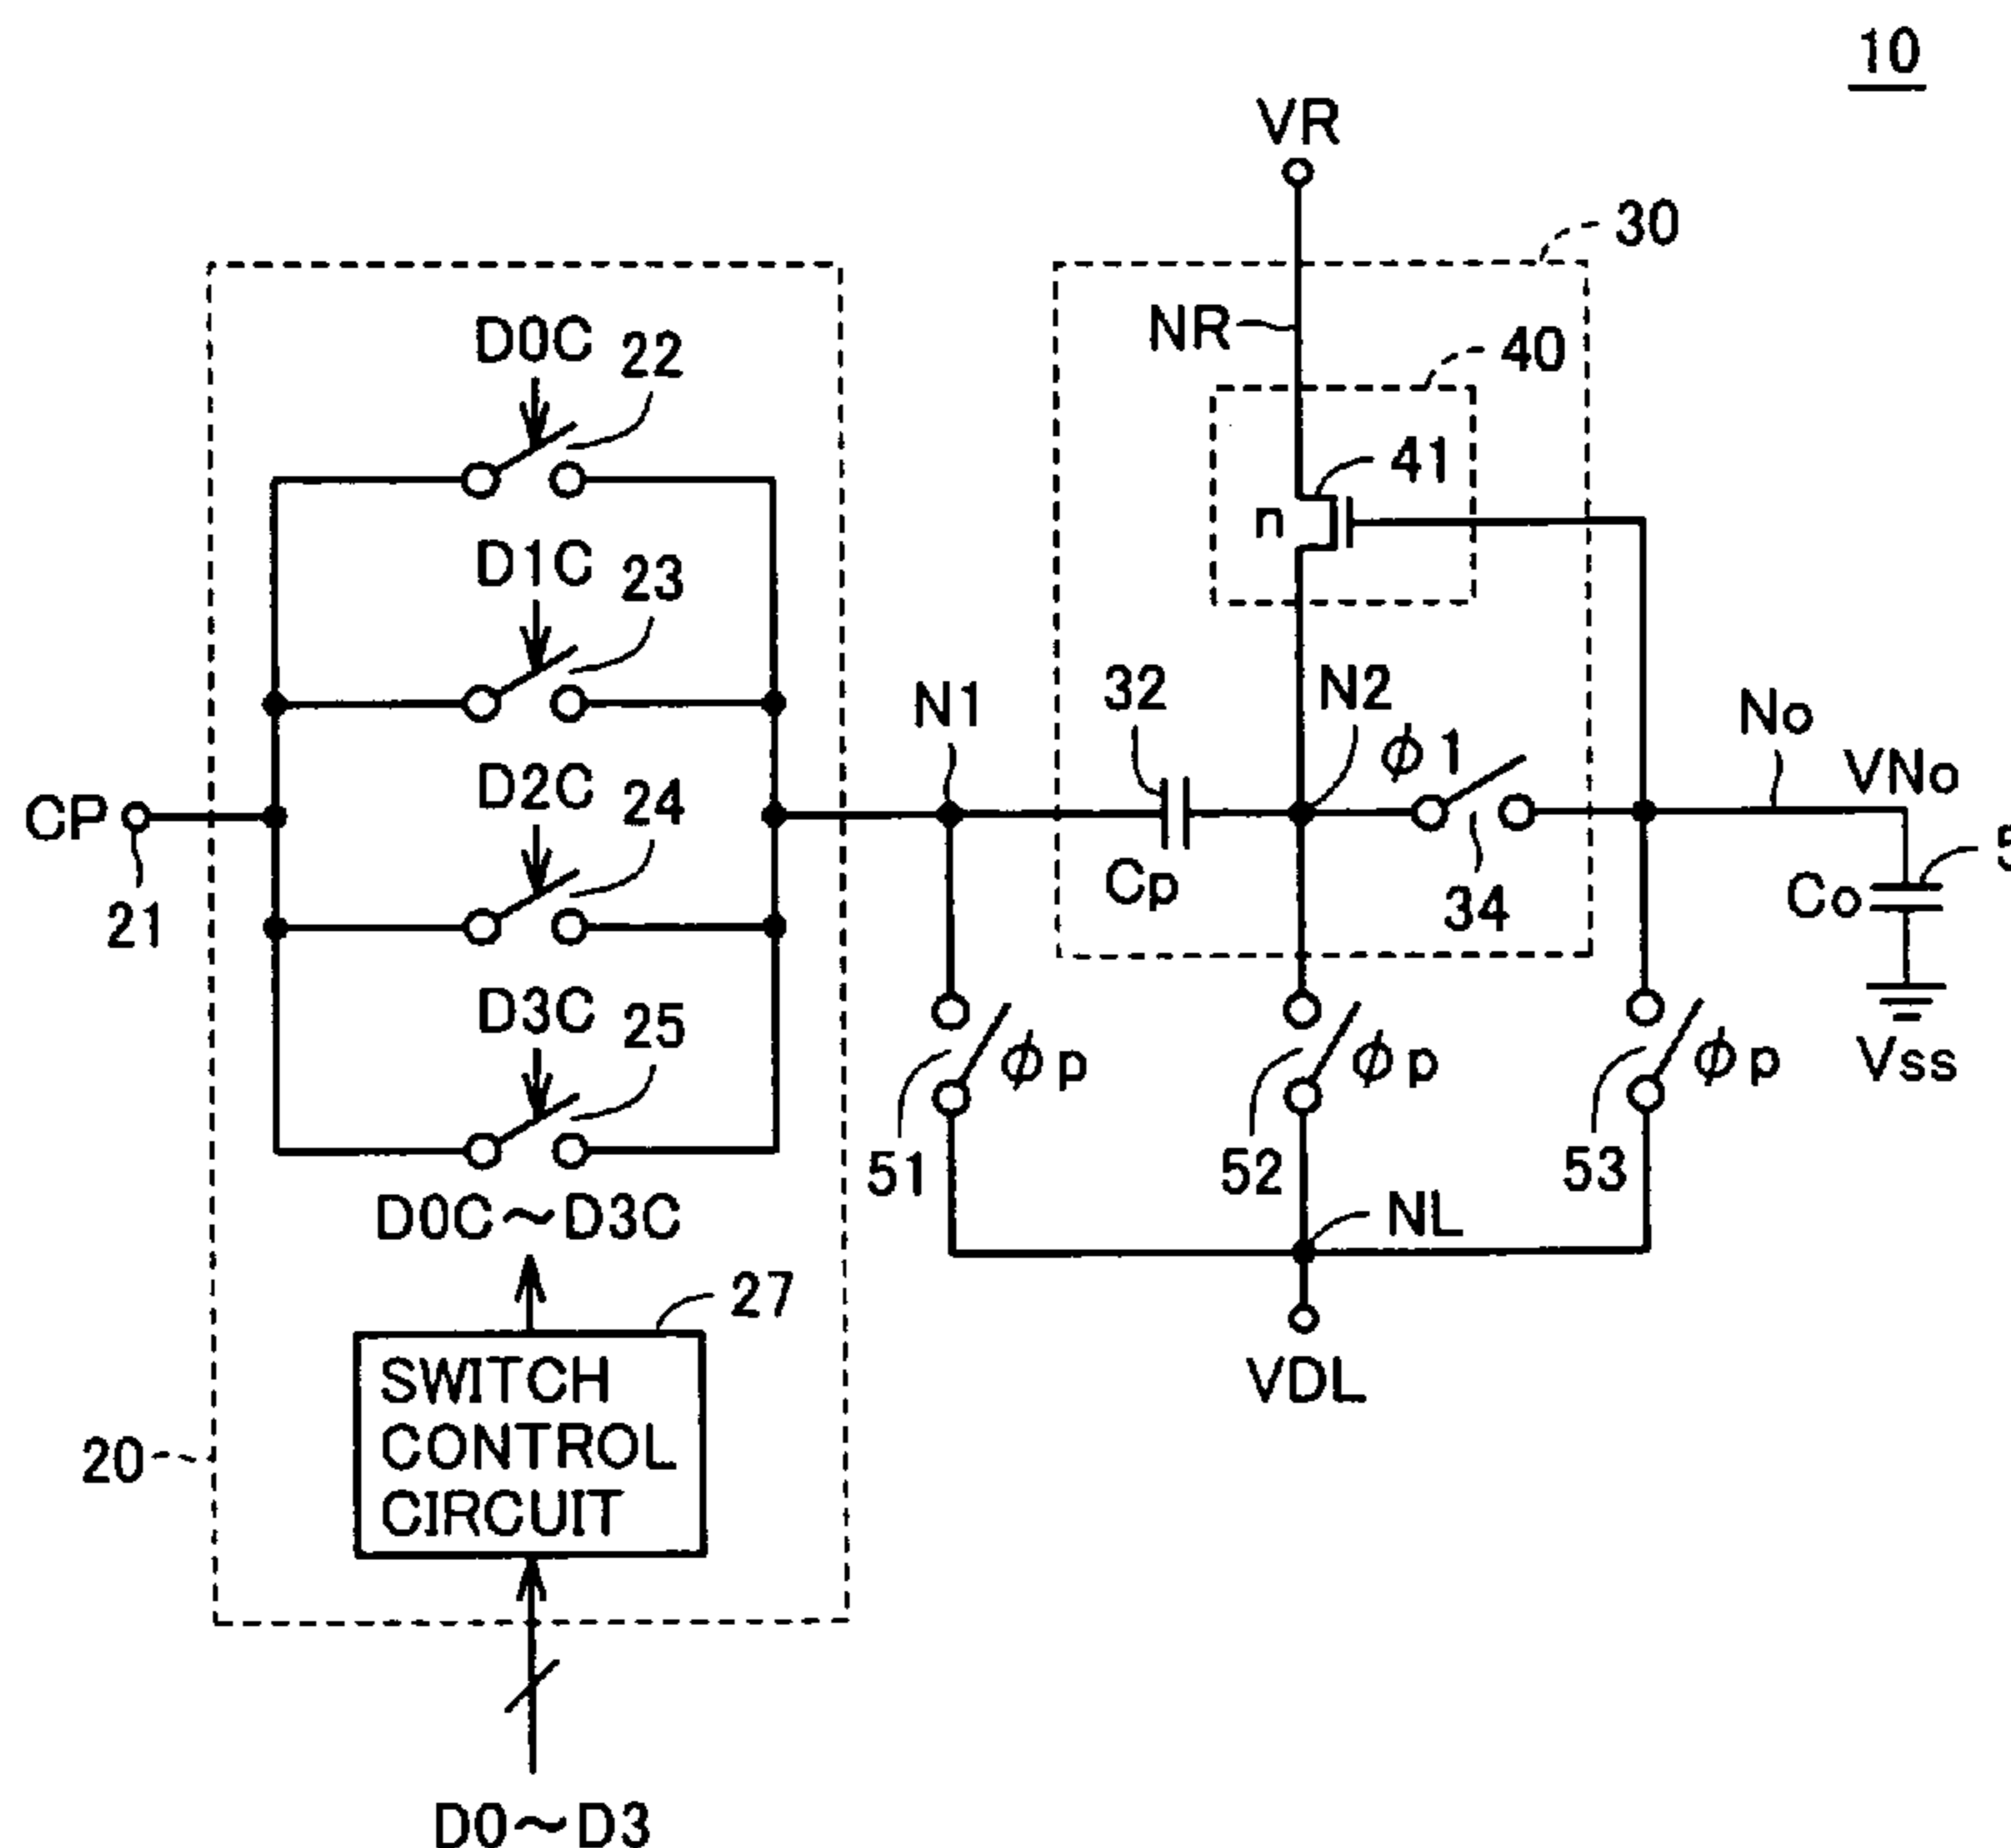 10
VR
30
NR
40
D0C
22
41
n
D1C
23
32
N2
N1
ϕ1
No
VNo
D2C
24
CP
21
Cp
34
Co
5
D3C
25
51
ϕp
52
ϕp
53
ϕp
Vss
D0C～D3C
NL
27
VDL
SWITCH
CONTROL
CIRCUIT
20
D0～D3